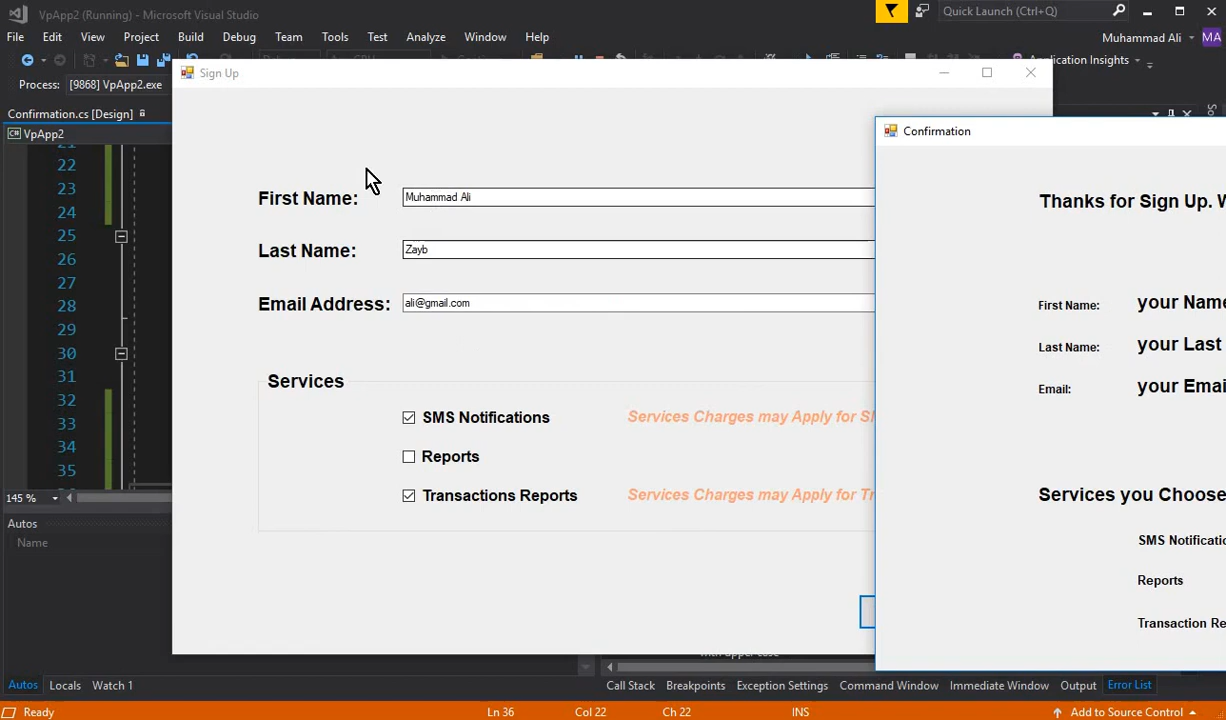 VpApp2 (Running) - Microsoft Visual Studio
Quick Launch (Ctrl+Q)
File Edit View Project Build Debug Team Tools Test Analyze Window Help
Muhammad Ali MA
Application Insights
Process: [9868] VpApp2.exe
Sign Up
Confirmation.cs [Design]
VpApp2
Confirmation
22
23
24
25
26
27
28
29
30
31
32
33
34
35
First Name: Muhammad Ali
Last Name: Zayb
Email Address: ali@gmail.com
Services
SMS Notifications Services Charges may Apply for
Reports
Transactions Reports Services Charges may Apply for
Thanks for Sign Up.
First Name: your Name
Last Name: your Last
Email: your Emai
Services you Choose
SMS Notificatio
Reports
Transaction Re
145 %
Autos
Name
with upper case
Autos Locals Watch 1
Call Stack Breakpoints Exception Settings Command Window Immediate Window Output Error List
Ready Ln 36 Col 22 Ch 22 INS Add to Source Control